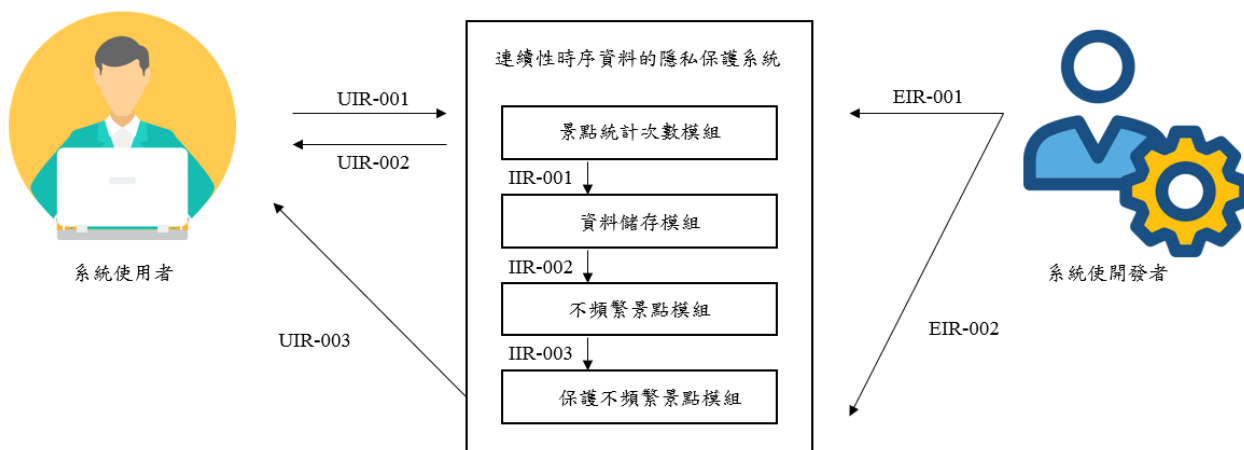 連續性時序資料的隱私保護系統
UIR-001
EIR-001
景點統計次數模組
UIR-002
IIR-001
資料儲存模組
系統使用者
IIR-002
系統使開發者
不頻繁景點模組
UIR-003
EIR-002
IIR-003
保護不頻繁景點模組